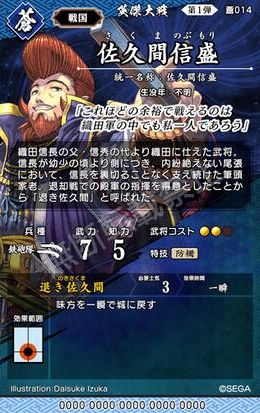 英傑大戦 第1弾 蒼014
蒼 戦国
さくまのぶもり
佐久間信盛
統一名称：佐久間信盛
生没年：不明
「これほどの余裕で戦えるのは
織田軍の中でも私一人であろう」
織田信長の父・信秀の代より織田に仕えた武将。
信長が幼少の頃より側につき、内紛絶えない尾張
において、信長を裏切ることなく支え続けた筆頭
家老。退却戦での殿軍の指揮を得意としたことから
「退き佐久間」と呼ばれた。
兵種 武力 知力 武将コスト
鉄砲隊 7 5 特技 防柵
のきさくま 必要士気 効果時間
退き佐久間 3 一瞬
効果範囲 味方を一瞬で城に戻す
Illustration:Daisuke Iizuka ©SEGA
0000-0000-0000-0000-0000